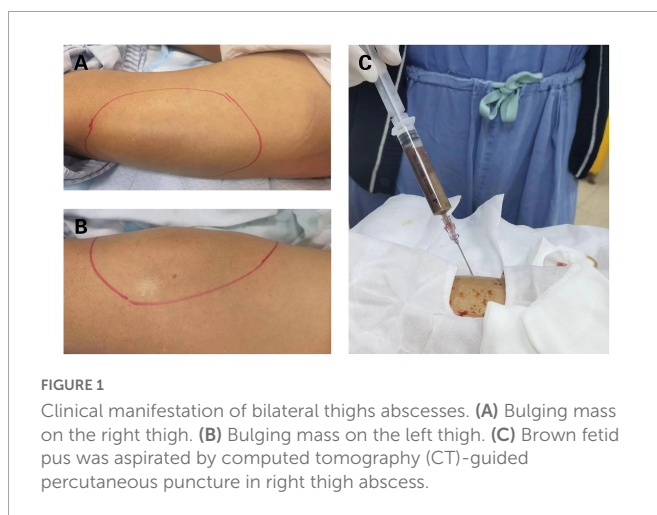 A
C
B
FIGURE 1
Clinical manifestation of bilateral thighs abscesses. (A) Bulging mass
on the right thigh. (B) Bulging mass on the left thigh. (C) Brown fetid
pus was aspirated by computed tomography (CT)-guided
percutaneous puncture in right thigh abscess.